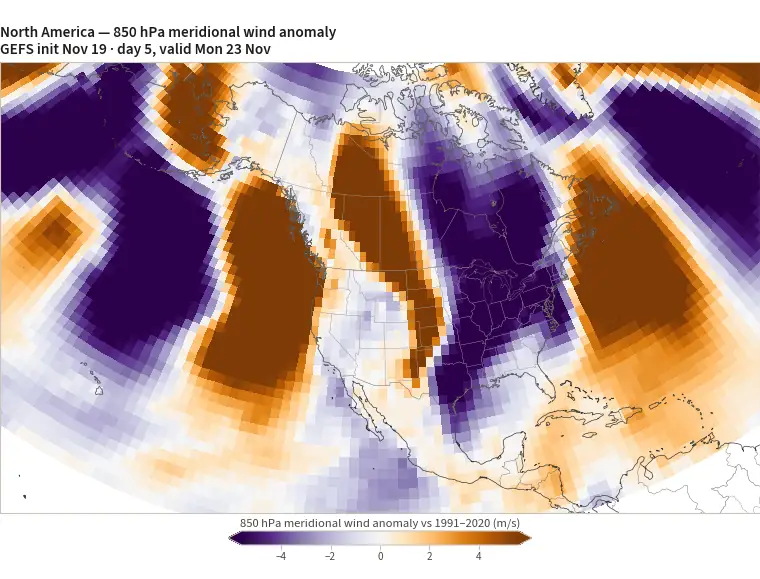 North America — 850 hPa meridional wind anomaly
GEFS init Nov 19 · day 5, valid Mon 23 Nov
850 hPa meridional wind anomaly vs 1991–2020 (m/s)
−4 −2 0 2 4